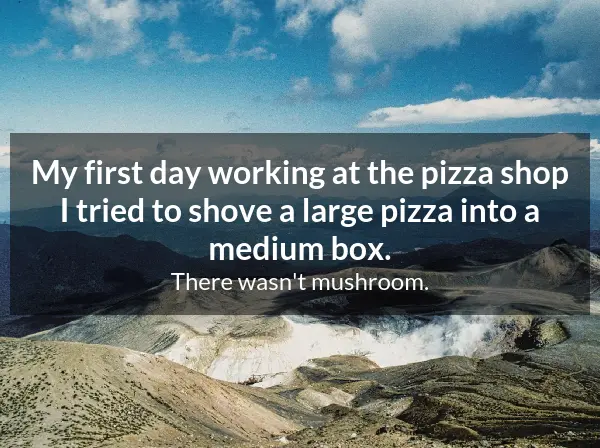 My first day working at the pizza shop
I tried to shove a large pizza into a
medium box.
There wasn't mushroom.